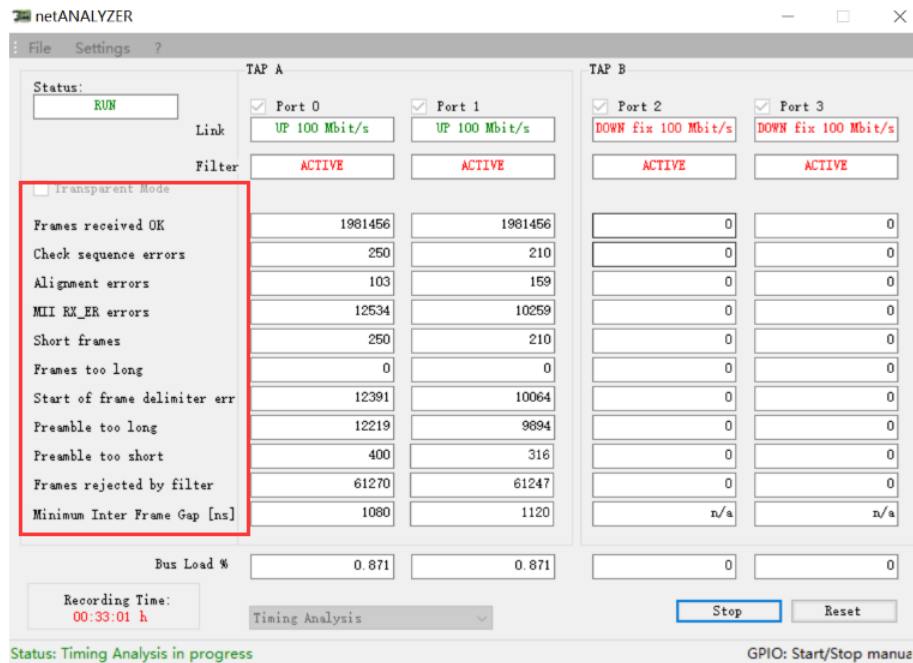 netANALYZER
File Settings ?
TAP A TAP B
Status:
RUN
Port 0 Port 1 Port 2 Port 3
Link UP 100 Mbit/s UP 100 Mbit/s DOWN fix 100 Mbit/s DOWN fix 100 Mbit/s
Filter ACTIVE ACTIVE ACTIVE ACTIVE
Transparent Mode
Frames received OK 1981456 1981456 0 0
Check sequence errors 250 210 0 0
Alignment errors 103 159 0 0
MII RX_ER errors 12534 10259 0 0
Short frames 250 210 0 0
Frames too long 0 0 0 0
Start of frame delimiter err 12391 10064 0 0
Preamble too long 12219 9894 0 0
Preamble too short 400 316 0 0
Frames rejected by filter 61270 61247 0 0
Minimum Inter Frame Gap [ns] 1080 1120 n/a n/a
Bus Load % 0.871 0.871 0 0
Recording Time:
00:33:01 h
Timing Analysis Stop Reset
Status: Timing Analysis in progress GPIO: Start/Stop manua